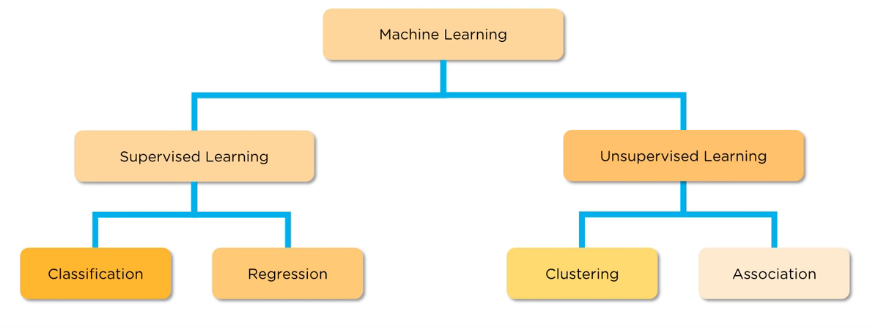 Machine Learning
Supervised Learning
Unsupervised Learning
Classification
Regression
Clustering
Association